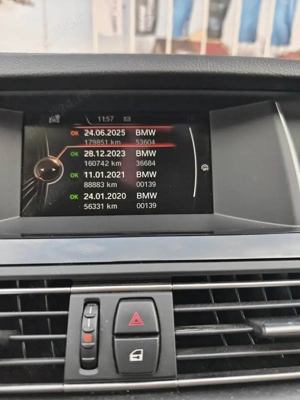 11:57
OK 24.06.2025 BMW
179851 km 53604
OK 28.12.2023 BMW
160742 km 36684
OK 11.01.2021 BMW
88883 km 00139
OK 24.01.2020 BMW
56331 km 00139